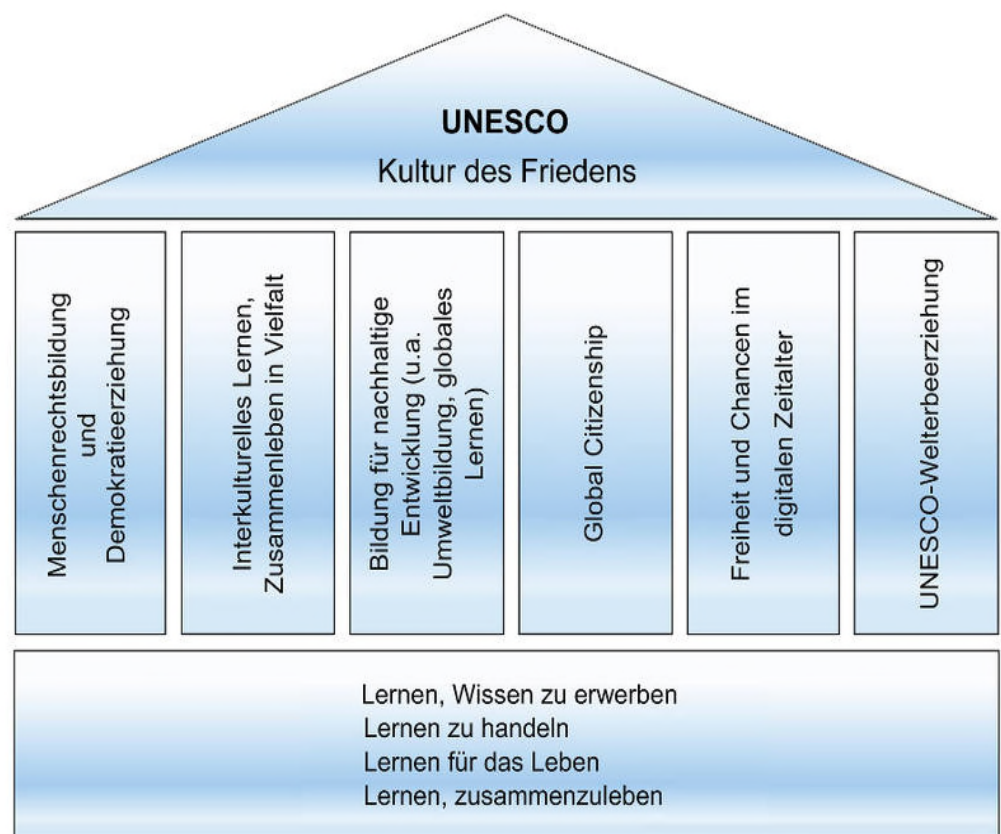 UNESCO
Kultur des Friedens
Menschenrechtsbildung
und
Demokratieerziehung
Interkulturelles Lernen,
Zusammenleben in Vielfalt
Bildung für nachhaltige
Entwicklung (u.a.
Umweltbildung, globales
Lernen)
Global Citizenship
Freiheit und Chancen im
digitalen Zeitalter
UNESCO-Welterbeerziehung
Lernen, Wissen zu erwerben
Lernen zu handeln
Lernen für das Leben
Lernen, zusammenzuleben